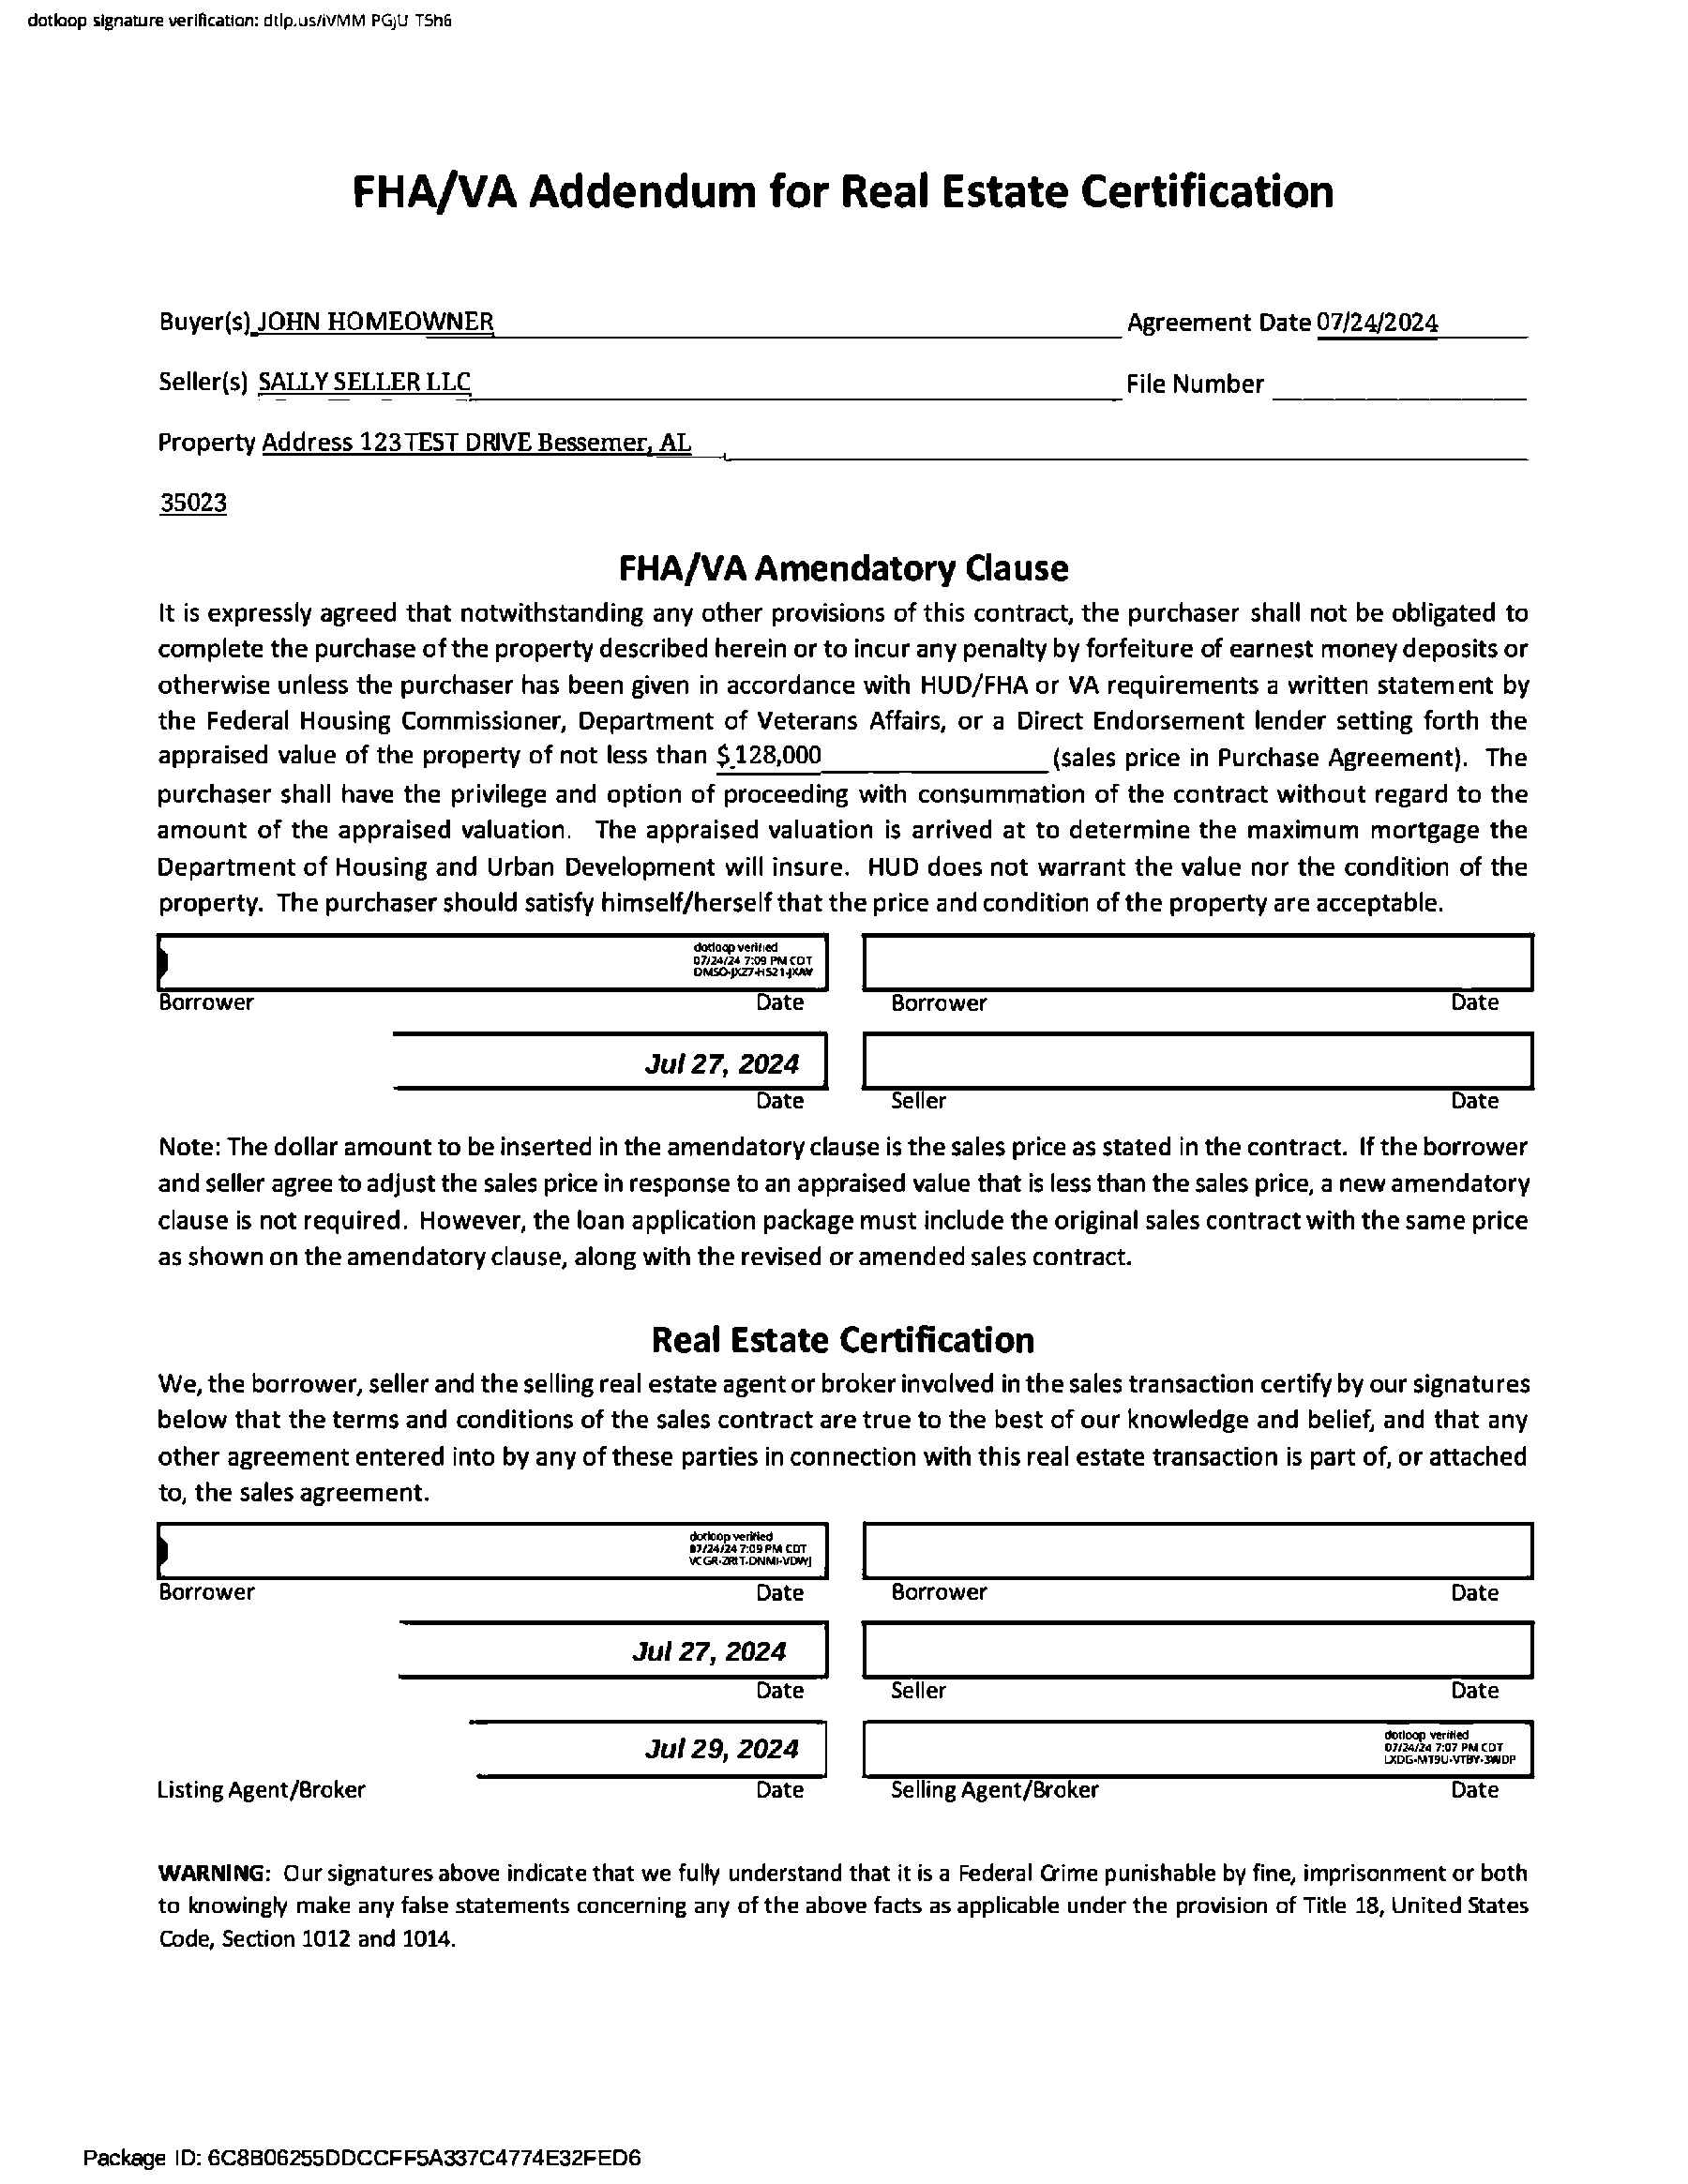 dotloop signature verification: dtlp.us/iVMM PGjU T5h6
FHA/VA Addendum for Real Estate Certification
Buyer(s) JOHN HOMEOWNER Agreement Date 07/24/2024
Seller(s) SALLY SELLER LLC File Number
Property Address 123 TEST DRIVE Bessemer, AL
35023
FHA/VA Amendatory Clause
It is expressly agreed that notwithstanding any other provisions of this contract, the purchaser shall not be obligated to
complete the purchase of the property described herein or to incur any penalty by forfeiture of earnest money deposits or
otherwise unless the purchaser has been given in accordance with HUD/FHA or VA requirements a written statement by
the Federal Housing Commissioner, Department of Veterans Affairs, or a Direct Endorsement lender setting forth the
appraised value of the property of not less than $ 128,000 (sales price in Purchase Agreement). The
purchaser shall have the privilege and option of proceeding with consummation of the contract without regard to the
amount of the appraised valuation. The appraised valuation is arrived at to determine the maximum mortgage the
Department of Housing and Urban Development will insure. HUD does not warrant the value nor the condition of the
property. The purchaser should satisfy himself/herself that the price and condition of the property are acceptable.
dotloop verified
07/24/24 7:09 PM CDT
DMSO-JXZ7-HS21-JXAW
Borrower Date Borrower Date
Jul 27, 2024
Date Seller Date
Note: The dollar amount to be inserted in the amendatory clause is the sales price as stated in the contract. If the borrower
and seller agree to adjust the sales price in response to an appraised value that is less than the sales price, a new amendatory
clause is not required. However, the loan application package must include the original sales contract with the same price
as shown on the amendatory clause, along with the revised or amended sales contract.
Real Estate Certification
We, the borrower, seller and the selling real estate agent or broker involved in the sales transaction certify by our signatures
below that the terms and conditions of the sales contract are true to the best of our knowledge and belief, and that any
other agreement entered into by any of these parties in connection with this real estate transaction is part of, or attached
to, the sales agreement.
dotloop verified
07/24/24 7:09 PM CDT
Borrower Date Borrower Date
Jul 27, 2024
Date Seller Date
Jul 29, 2024
dotloop verified
07/24/24 7:07 PM CDT
LXDG-MT9U-VTBY-3WDP
Listing Agent/Broker Date Selling Agent/Broker Date
WARNING: Our signatures above indicate that we fully understand that it is a Federal Crime punishable by fine, imprisonment or both
to knowingly make any false statements concerning any of the above facts as applicable under the provision of Title 18, United States
Code, Section 1012 and 1014.
Package ID: 6C8B06255DDCCFF5A337C4774E32FED6